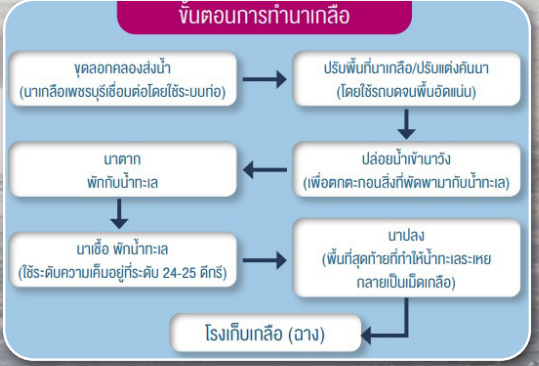 ขั้นตอนการทำนาเกลือ
ขุดลอกคลองส่งน้ำ
(นาเกลือเพชรบุรีเชื่อมต่อโดยใช้ระบบท่อ)
ปรับพื้นที่นาเกลือ/ปรับแต่งคันนา
(โดยใช้รถบดจนพื้นอัดแน่น)
ปล่อยน้ำเข้านาวัง
(เพื่อตกตะกอนสิ่งที่พัดพามากับน้ำทะเล)
นาตาก
พักกับน้ำทะเล
นาเชื้อ พักน้ำทะเล
(ใช้ระดับความเค็มอยู่ที่ระดับ 24-25 ดีกรี)
นาปลง
(พื้นที่สุดท้ายที่ทำให้น้ำทะเลระเหย
กลายเป็นเม็ดเกลือ)
โรงเก็บเกลือ (ฉาง)